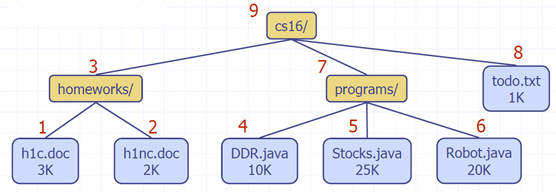 9
cs16/
3
homeworks/
7
programs/
8
todo.txt
1K
1
h1c.doc
3K
2
h1nc.doc
2K
4
DDR.java
10K
5
Stocks.java
25K
6
Robot.java
20K